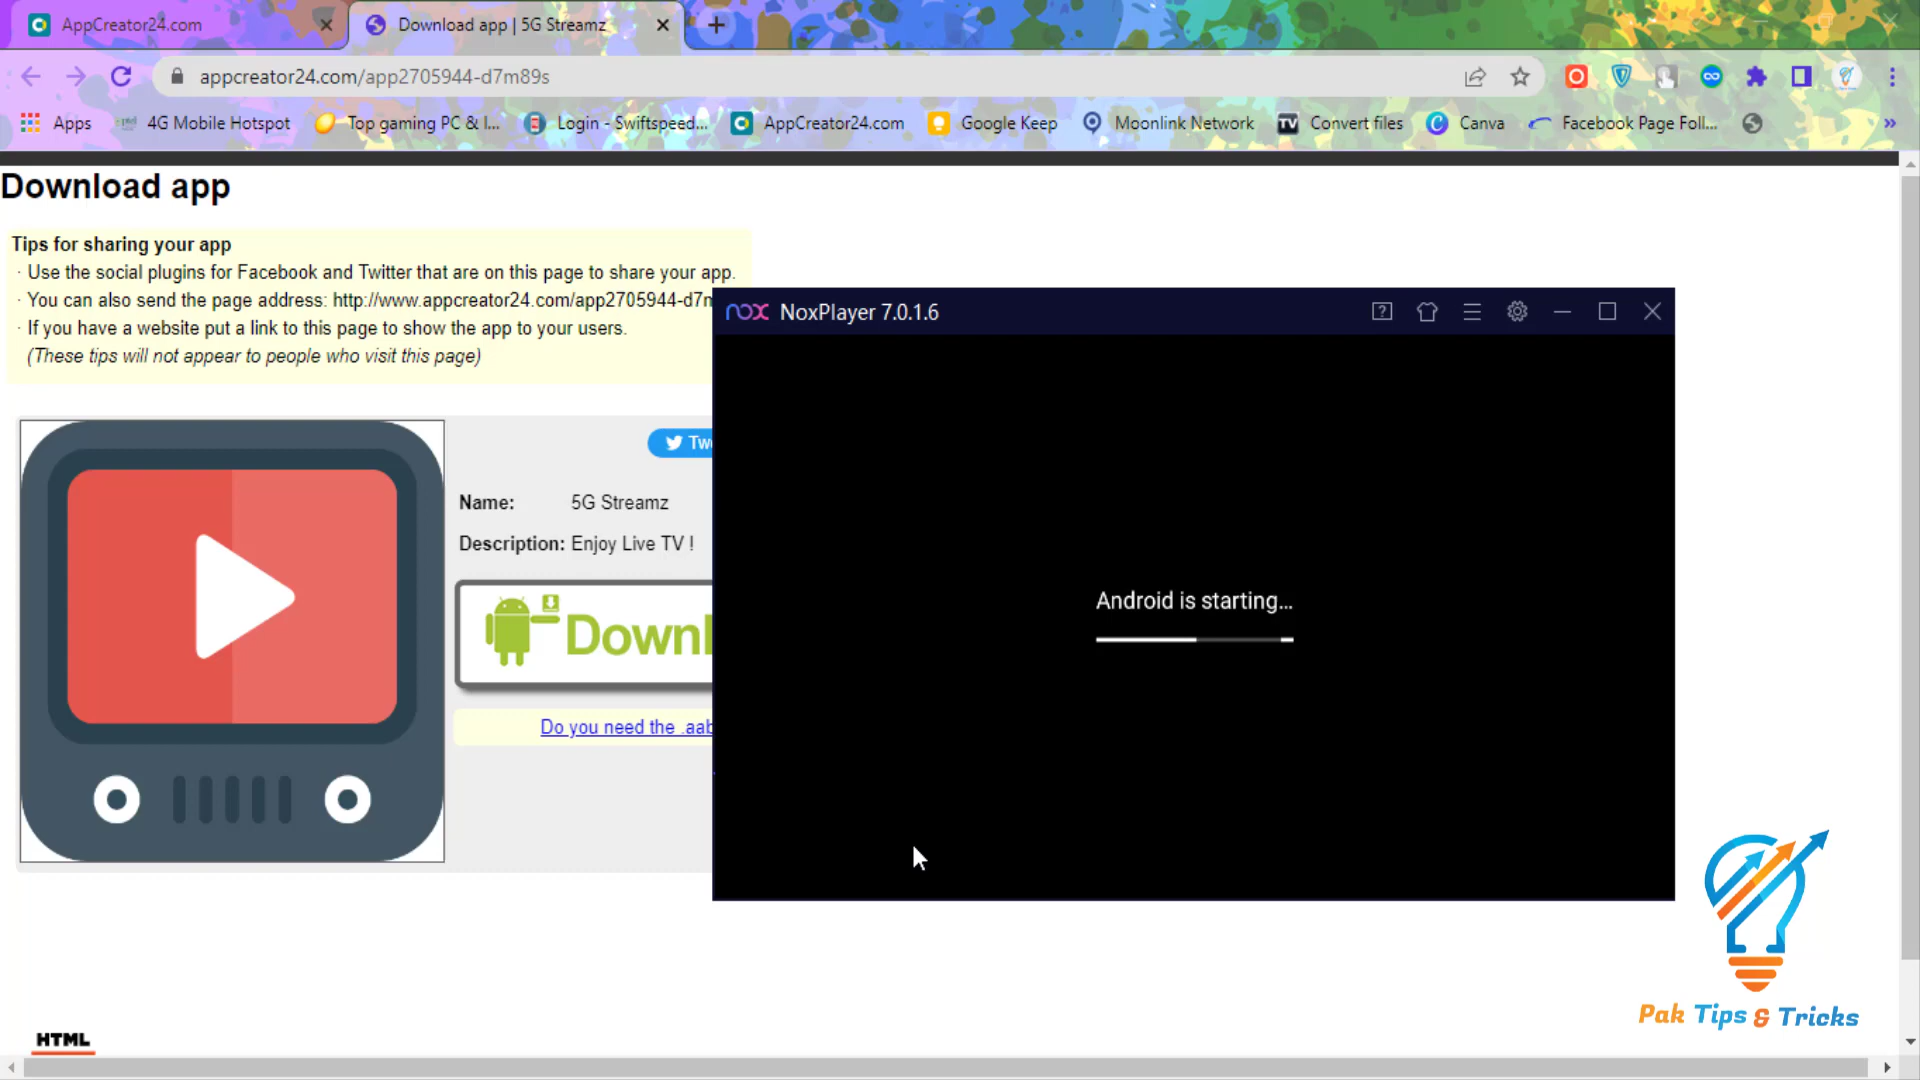 AppCreator24.com
Download app | 5G Streamz
appcreator24.com/app2705944-d7m89s
Apps
4G Mobile Hotspot
Top gaming PC & l...
Login - Swiftspeed...
AppCreator24.com
Google Keep
Moonlink Network
TV
Convert files
Canva
Facebook Page Foll...
Download app
Tips for sharing your app
· Use the social plugins for Facebook and Twitter that are on this page to share your app.
· You can also send the page address: http://www.appcreator24.com/app2705944-d7m
· If you have a website put a link to this page to show the app to your users.
(These tips will not appear to people who visit this page)
nox NoxPlayer 7.0.1.6
Android is starting...
Name: 5G Streamz
Description: Enjoy Live TV !
Do you need the .aab
Pak Tips & Tricks
HTML